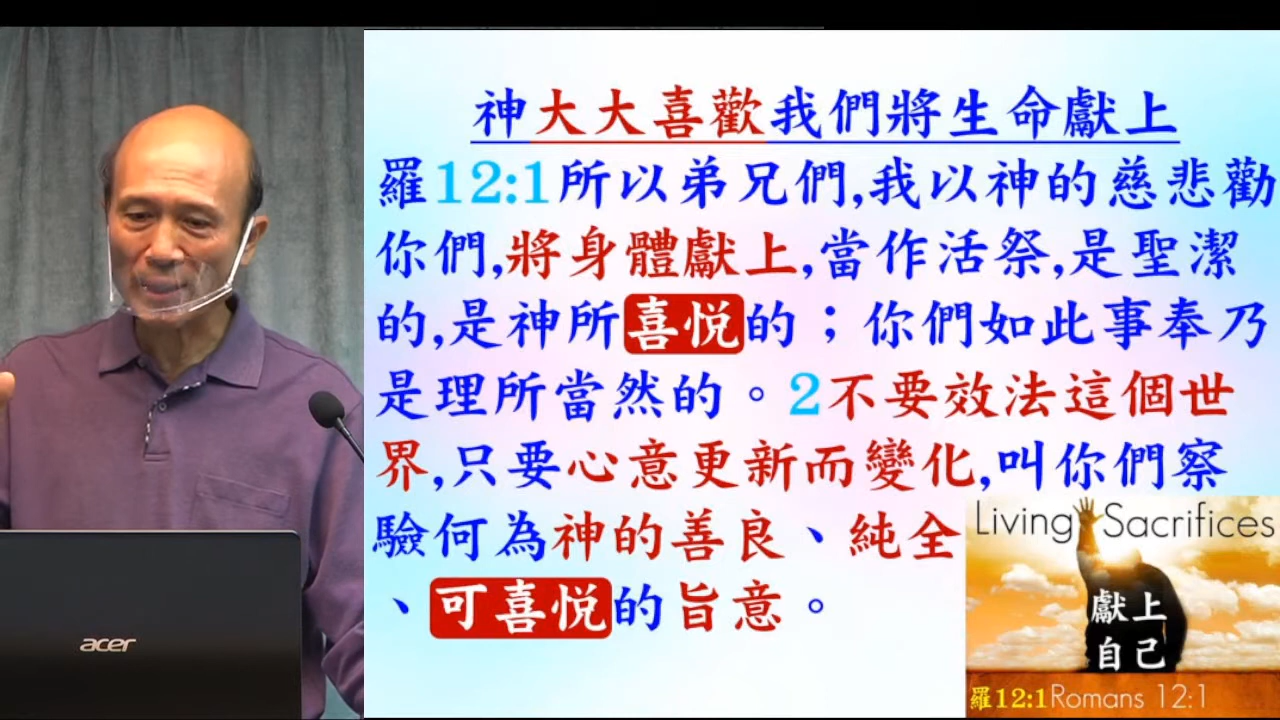 神大大喜歡我們將生命獻上
羅12:1所以弟兄們,我以神的慈悲勸
你們,將身體獻上,當作活祭,是聖潔
的,是神所喜悅的；你們如此事奉乃
是理所當然的。2不要效法這個世
界,只要心意更新而變化,叫你們察
驗何為神的善良、純全
、可喜悅的旨意。
Living Sacrifices
獻上
自己
羅12:1Romans 12:1
acer